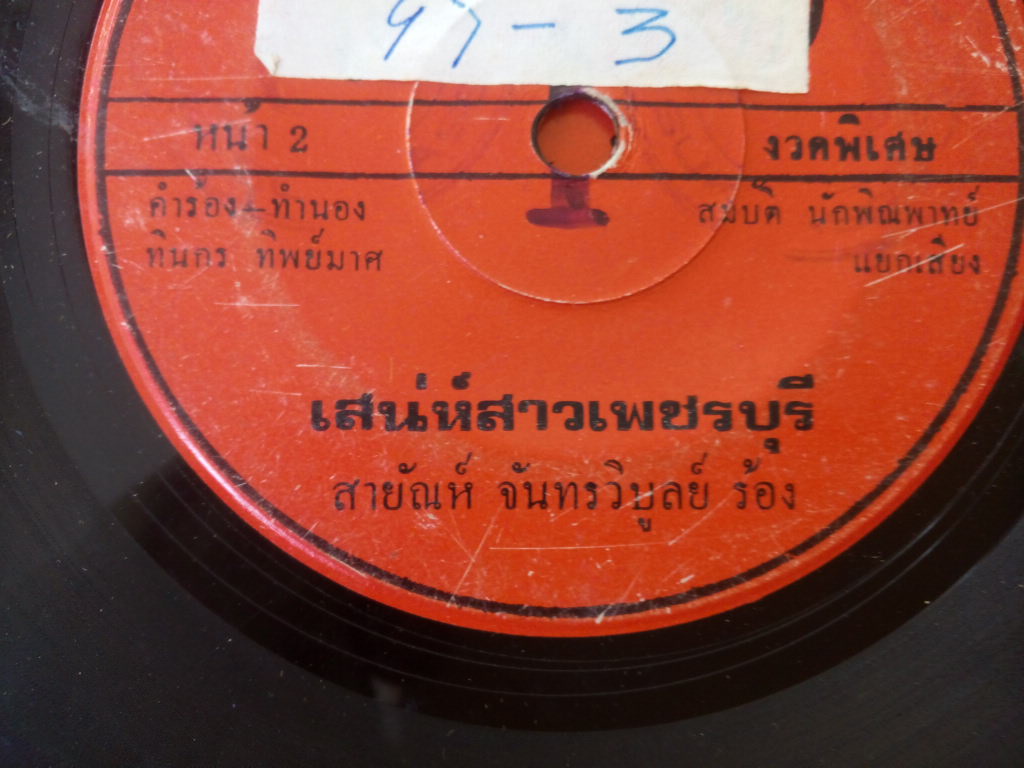 97-3
หน้า 2
งวดพิเศษ
คำร้อง-ทำนอง
ทินกร ทิพย์มาศ
สมบัติ นักพิณพาทย์
แยกเสียง
เสน่ห์สาวเพชรบุรี
สายัณห์ จันทรวิบูลย์ ร้อง